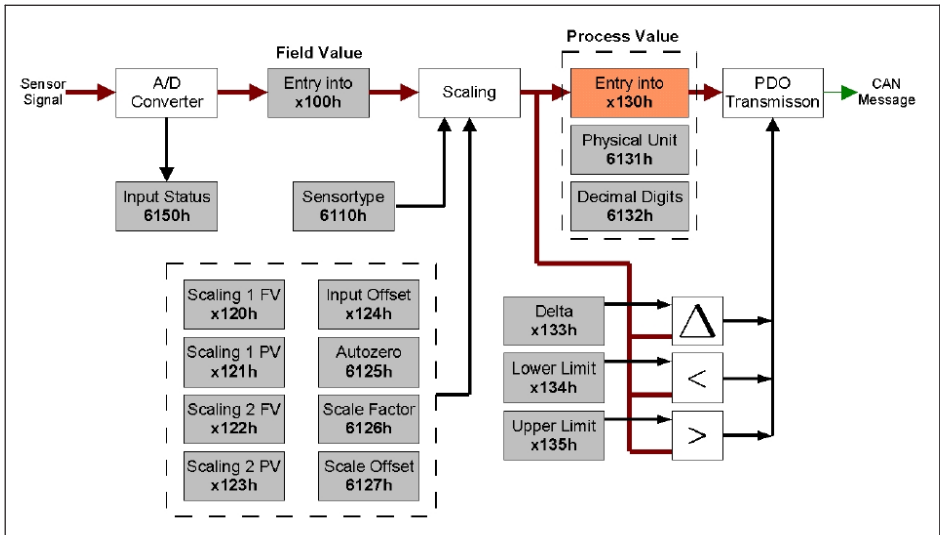 Field Value
Process Value
Sensor
Signal
A/D
Converter
Entry into
x100h
Scaling
Entry into
x130h
PDO
Transmisson
CAN
Message
Physical Unit
6131h
Input Status
6150h
Sensortype
6110h
Decimal Digits
6132h
Scaling 1 FV
x120h
Input Offset
x124h
Scaling 1 PV
x121h
Autozero
6125h
Scaling 2 FV
x122h
Scale Factor
6126h
Scaling 2 PV
x123h
Scale Offset
6127h
Delta
x133h
Δ
Lower Limit
x134h
<
Upper Limit
x135h
>